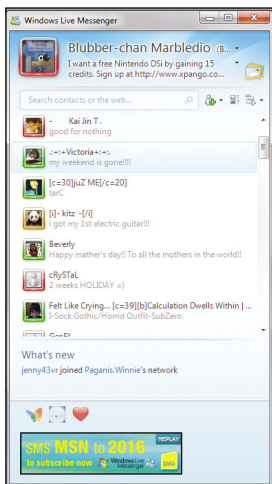 Windows Live Messenger
Blubber-chan Marbledio (B...
I want a free Nintendo DSi by gaining 15
credits. Sign up at http://www.xpango.co...
Search contacts or the web...
- Kai Jin T.
good for nothing
.:+:+Victoria+:+:.
my weekend is gone!!!!
[c=30]juZ ME[/c=20]
tarC
[i]- kitz -[/i]
i got my 1st electric guitar!!!
Beverly
Happy mather's day!! To all the mothers in the world!!
cRySTaL
2 weeks HOLIDAY =)
Felt Like Crying... [c=39][b]Calculation Dwells Within | ...
I-Sock Gothic/Horrid Outfit-SubZero
What's new
jenny43vr joined Paganis.Winnie's network
REPLAY
SMS MSN to 2016
to subscribe now
Windows Live
Messenger
DiGi